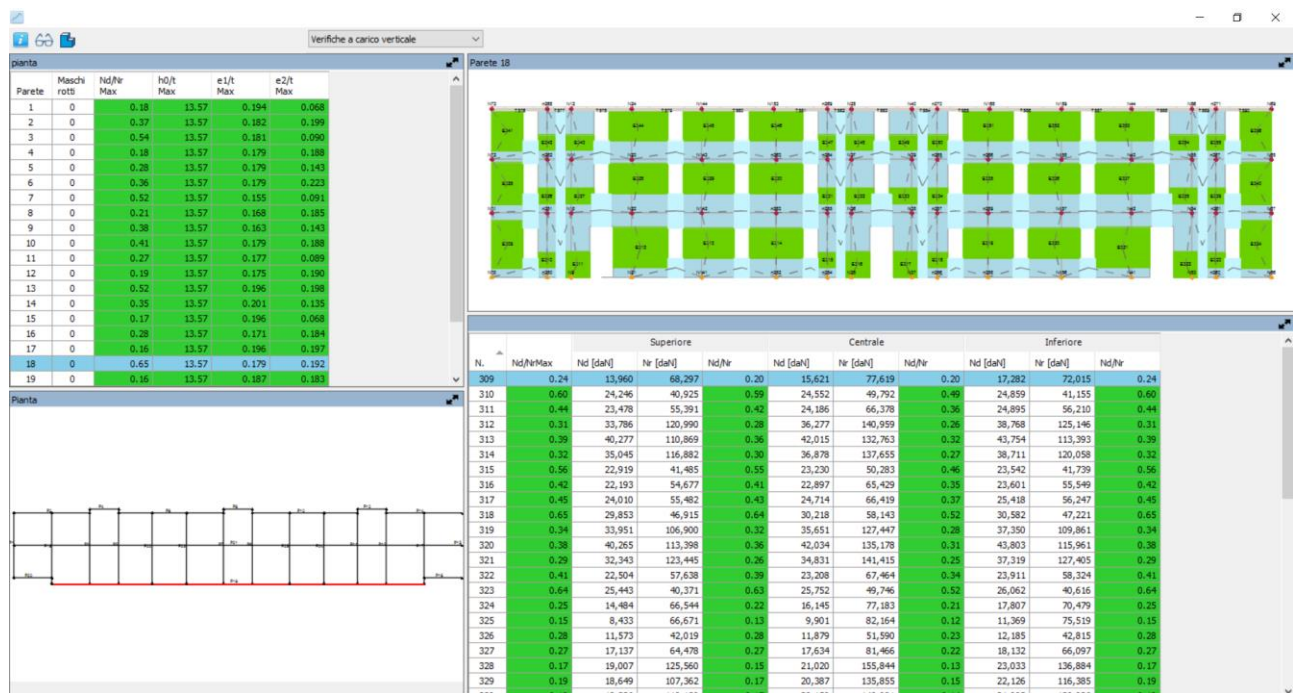 Verifiche a carico verticale
pianta
Parete Maschi rotti Nd/Nr Max h0/t Max e1/t Max e2/t Max
1 0 0.18 13.57 0.194 0.068
2 0 0.37 13.57 0.182 0.199
3 0 0.54 13.57 0.181 0.090
4 0 0.18 13.57 0.179 0.188
5 0 0.28 13.57 0.179 0.143
6 0 0.36 13.57 0.179 0.223
7 0 0.52 13.57 0.155 0.091
8 0 0.21 13.57 0.168 0.185
9 0 0.38 13.57 0.163 0.143
10 0 0.41 13.57 0.179 0.188
11 0 0.27 13.57 0.177 0.089
12 0 0.19 13.57 0.175 0.190
13 0 0.52 13.57 0.196 0.198
14 0 0.35 13.57 0.201 0.135
15 0 0.17 13.57 0.196 0.068
16 0 0.28 13.57 0.171 0.184
17 0 0.16 13.57 0.196 0.197
18 0 0.65 13.57 0.179 0.192
19 0 0.16 13.57 0.187 0.183
Pianta
Parete 18
Superiore Centrale Inferiore
N. Nd/NrMax Nd [daN] Nr [daN] Nd/Nr Nd [daN] Nr [daN] Nd/Nr Nd [daN] Nr [daN] Nd/Nr
309 0.24 13,960 68,297 0.20 15,621 77,619 0.20 17,282 72,015 0.24
310 0.60 24,246 40,925 0.59 24,552 49,792 0.49 24,859 41,155 0.60
311 0.44 23,478 55,391 0.42 24,186 66,378 0.36 24,895 56,210 0.44
312 0.31 33,786 120,990 0.28 36,277 140,959 0.26 38,768 125,146 0.31
313 0.39 40,277 110,869 0.36 42,015 132,763 0.32 43,754 113,393 0.39
314 0.32 35,045 116,882 0.30 36,878 137,655 0.27 38,711 120,058 0.32
315 0.56 22,919 41,485 0.55 23,230 50,283 0.46 23,542 41,739 0.56
316 0.42 22,193 54,677 0.41 22,897 65,429 0.35 23,601 55,549 0.42
317 0.45 24,010 55,482 0.43 24,714 66,419 0.37 25,418 56,247 0.45
318 0.65 29,853 46,915 0.64 30,218 58,143 0.52 30,582 47,221 0.65
319 0.34 33,951 106,900 0.32 35,651 127,447 0.28 37,350 109,861 0.34
320 0.38 40,265 113,398 0.36 42,034 135,178 0.31 43,803 115,961 0.38
321 0.29 32,343 123,445 0.26 34,831 141,415 0.25 37,319 127,405 0.29
322 0.41 22,504 57,638 0.39 23,208 67,464 0.34 23,911 58,324 0.41
323 0.64 25,443 40,371 0.63 25,752 49,746 0.52 26,062 40,616 0.64
324 0.25 14,484 66,544 0.22 16,145 77,183 0.21 17,807 70,479 0.25
325 0.15 8,433 66,671 0.13 9,901 82,164 0.12 11,369 75,519 0.15
326 0.28 11,573 42,019 0.28 11,879 51,590 0.23 12,185 42,815 0.28
327 0.27 17,137 64,478 0.27 17,634 81,466 0.22 18,132 66,097 0.27
328 0.17 19,007 125,560 0.15 21,020 155,844 0.13 23,033 136,884 0.17
329 0.19 18,649 107,362 0.17 20,387 135,855 0.15 22,126 116,385 0.19